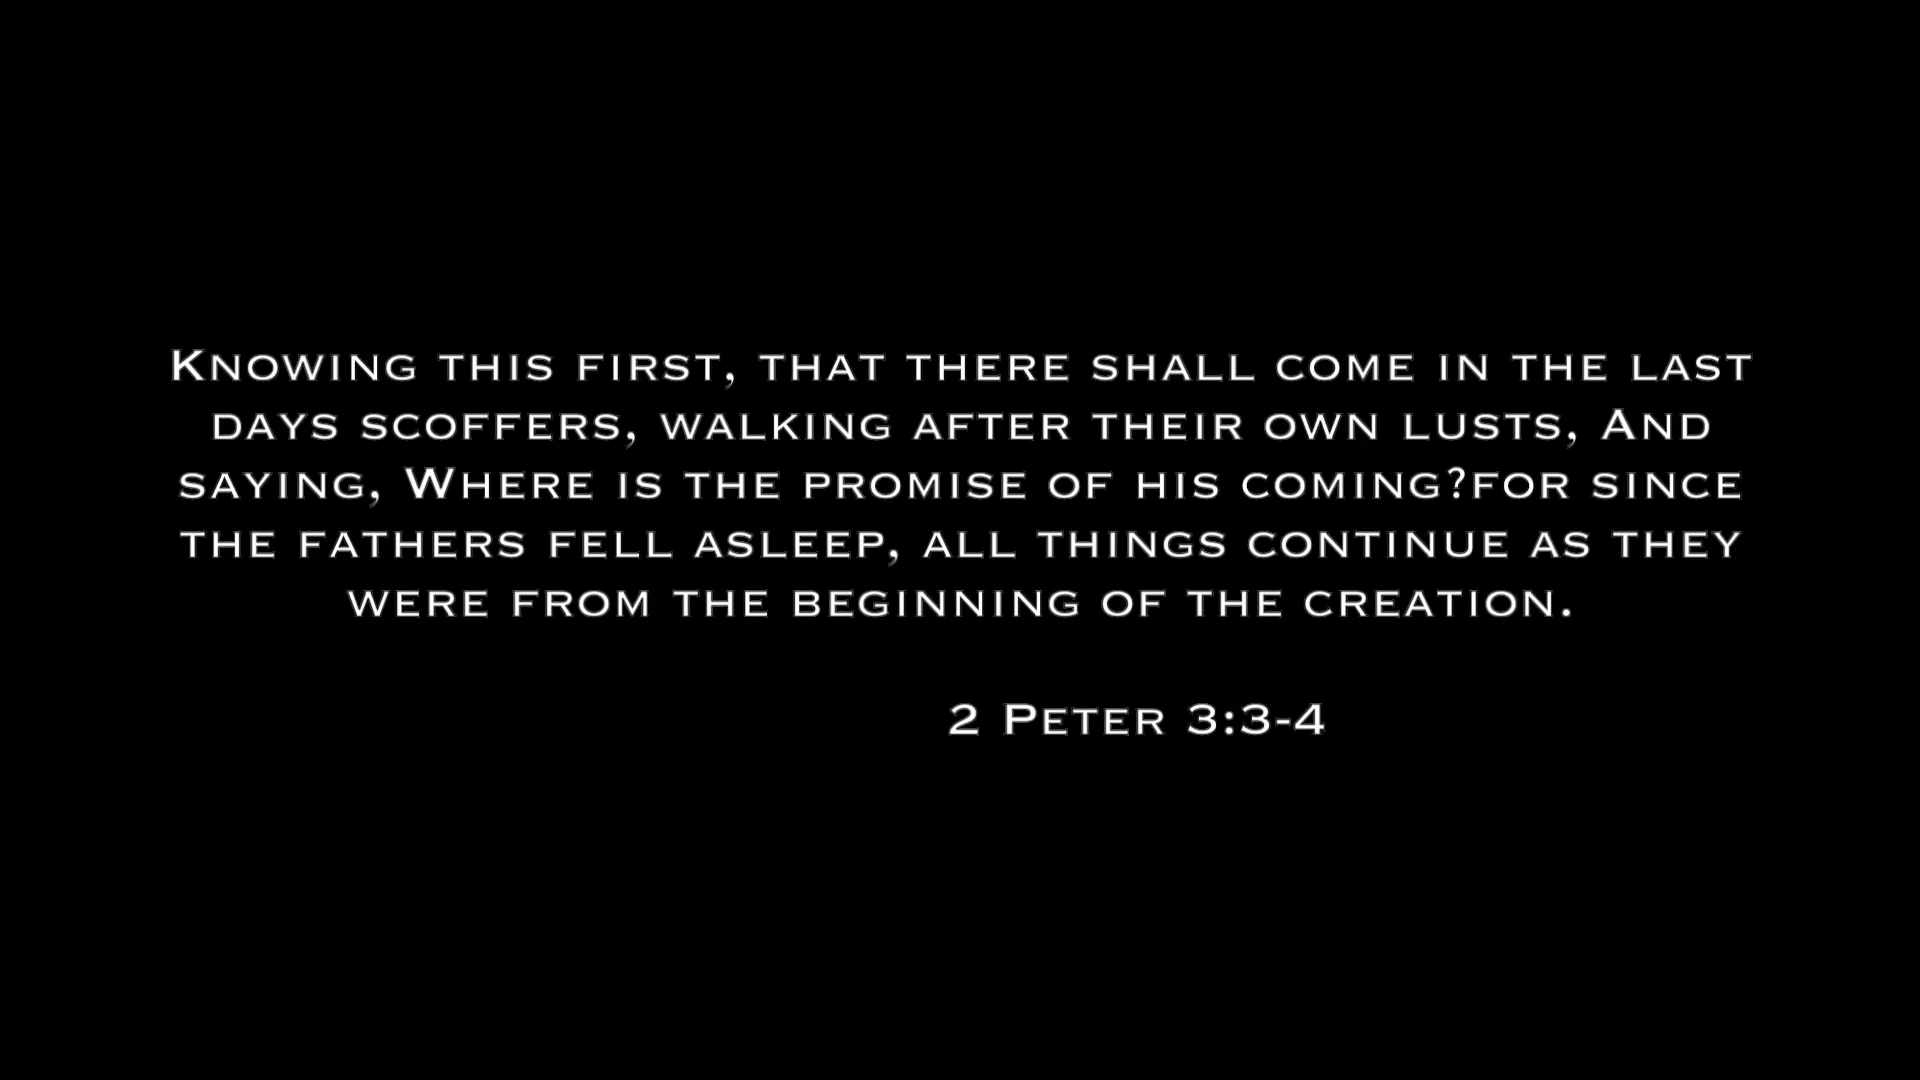 Knowing this first, that there shall come in the last
days scoffers, walking after their own lusts, And
saying, Where is the promise of his coming?for since
the fathers fell asleep, all things continue as they
were from the beginning of the creation.
2 Peter 3:3-4